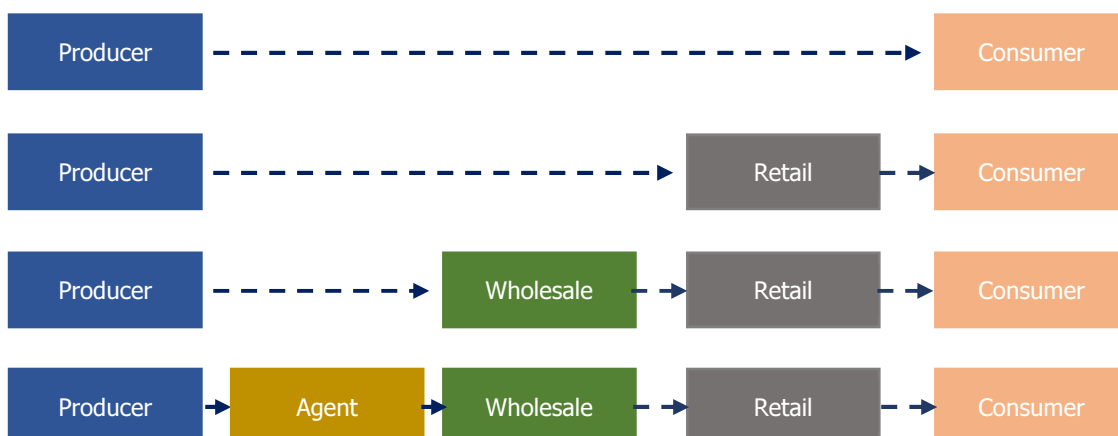 Producer Consumer
Producer Retail Consumer
Producer Wholesale Retail Consumer
Producer Agent Wholesale Retail Consumer